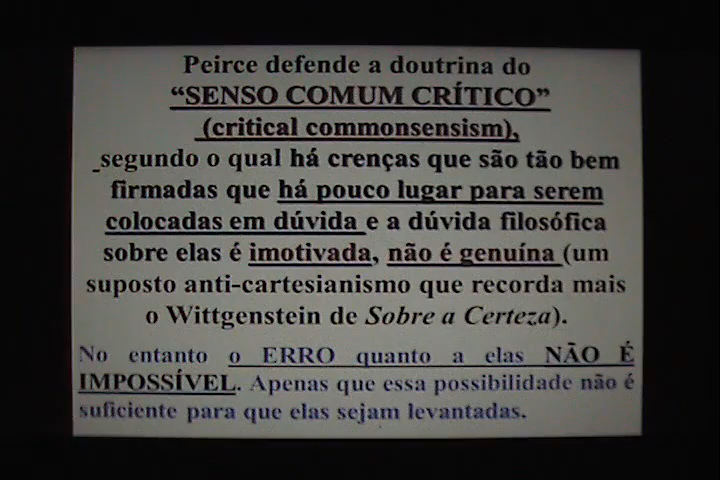 Peirce defende a doutrina do
“SENSO COMUM CRÍTICO”
(critical commonsensism),
segundo o qual há crenças que são tão bem
firmadas que há pouco lugar para serem
colocadas em dúvida e a dúvida filosófica
sobre elas é imotivada, não é genuína (um
suposto anti-cartesianismo que recorda mais
o Wittgenstein de Sobre a Certeza).
No entanto o ERRO quanto a elas NÃO É
IMPOSSÍVEL. Apenas que essa possibilidade não é
suficiente para que elas sejam levantadas.